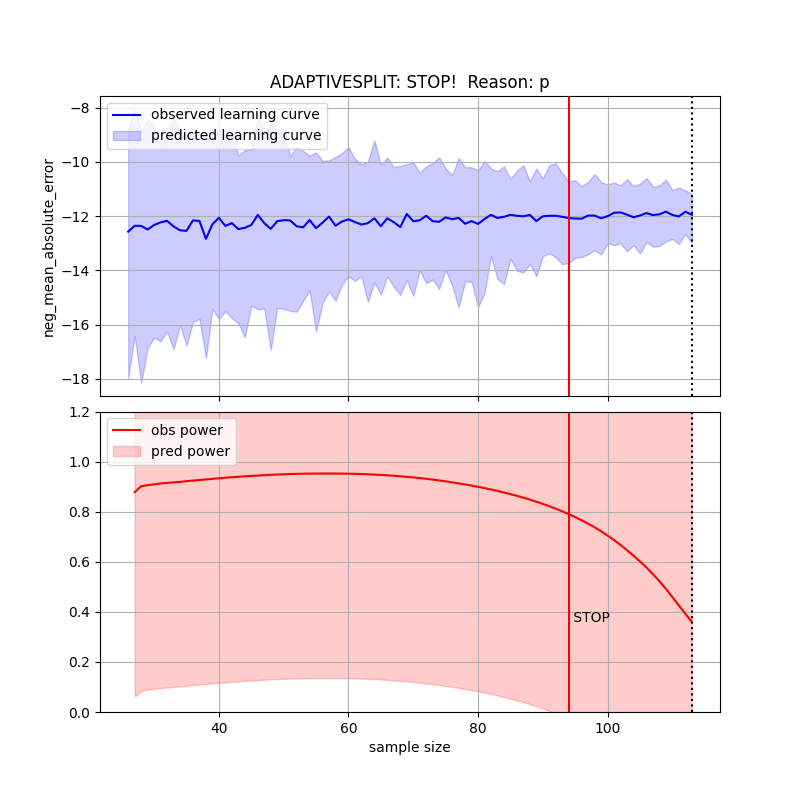 ADAPTIVESPLIT: STOP!  Reason: p
observed learning curve
predicted learning curve
neg_mean_absolute_error
−8
−10
−12
−14
−16
−18
obs power
pred power
1.2
1.0
0.8
0.6
0.4
0.2
0.0
STOP
40 60 80 100
sample size